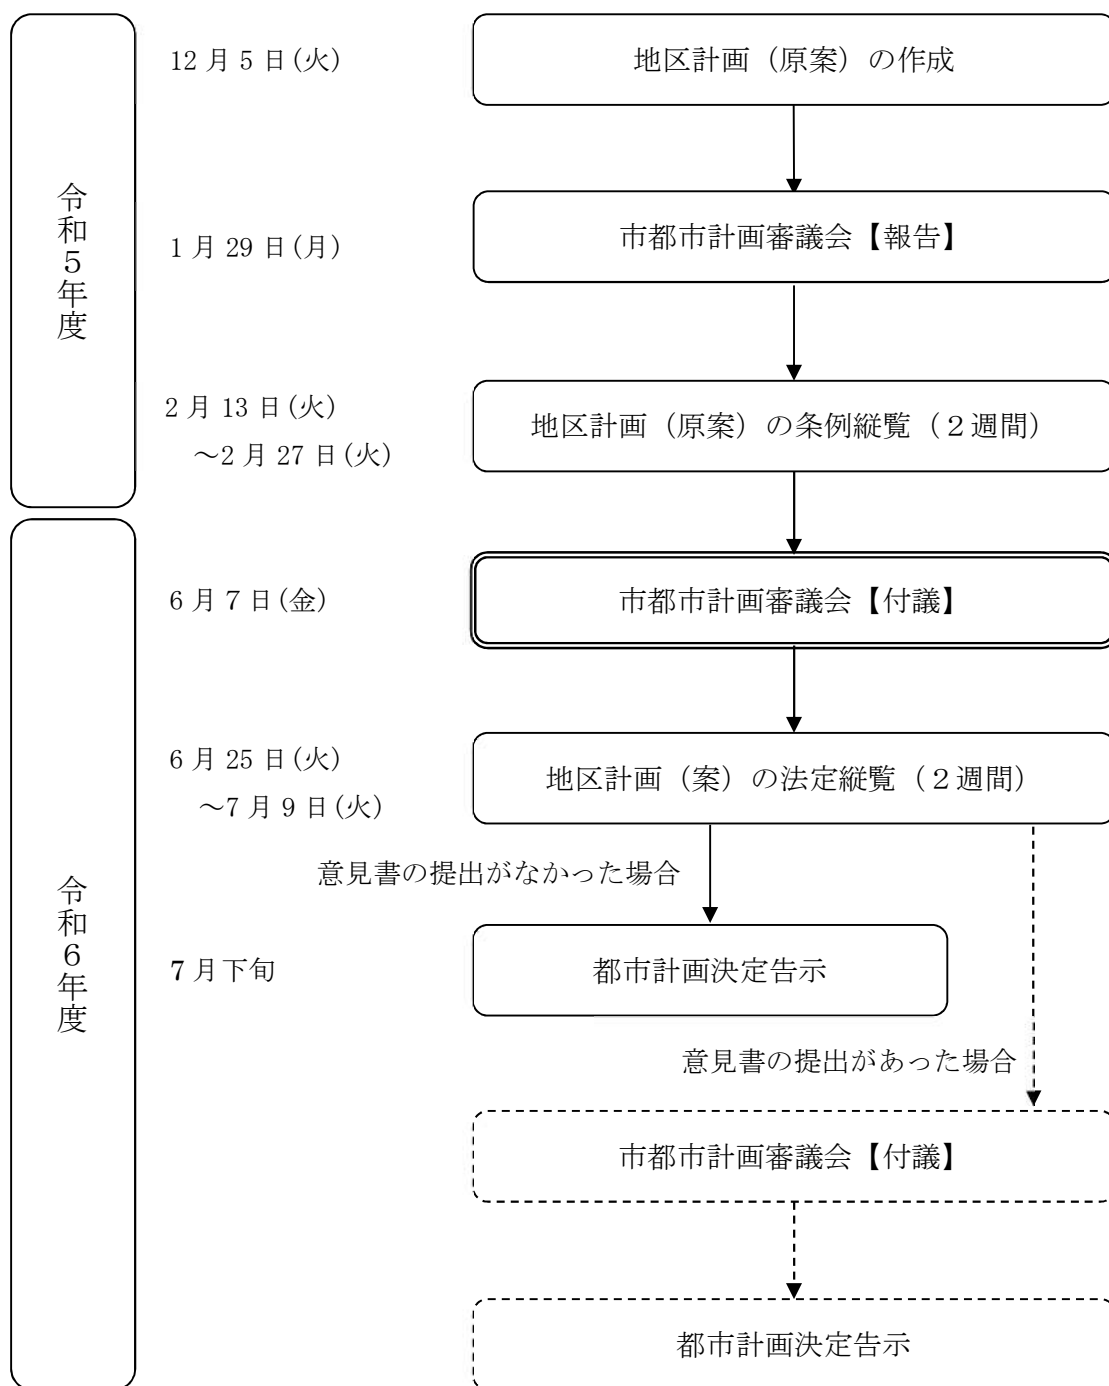 令和５年度
12月5日(火)
地区計画（原案）の作成
1月29日(月)
市都市計画審議会【報告】
2月13日(火)
～2月27日(火)
地区計画（原案）の条例縦覧（２週間）
令和６年度
6月7日(金)
市都市計画審議会【付議】
6月25日(火)
～7月9日(火)
地区計画（案）の法定縦覧（２週間）
意見書の提出がなかった場合
7月下旬
都市計画決定告示
意見書の提出があった場合
市都市計画審議会【付議】
都市計画決定告示